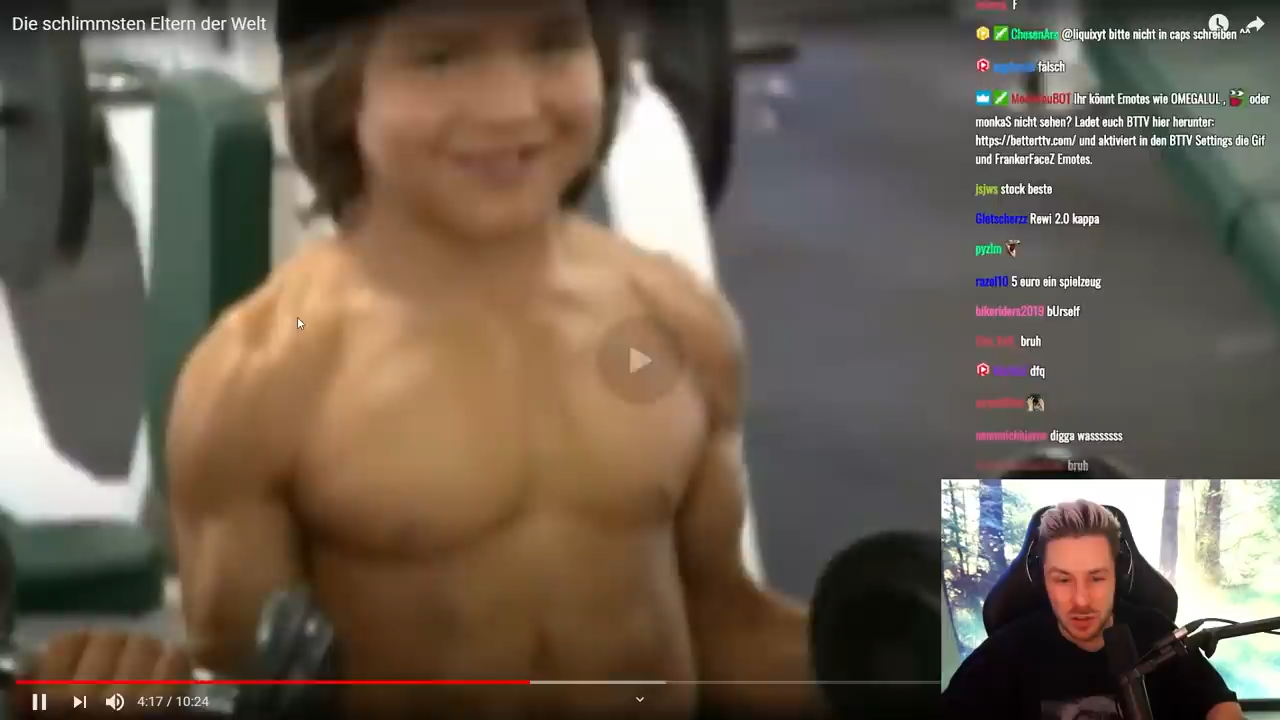 Die schlimmsten Eltern der Welt
F
ChosenArc @liquixyt bitte nicht in caps schreiben ^^
falsch
Ihr könnt Emotes wie OMEGALUL , oder
monkaS nicht sehen? Ladet euch BTTV hier herunter:
https://betterttv.com/ und aktiviert in den BTTV Settings die Gif
und FrankerFaceZ Emotes.
jsjws stock beste
Gletscherzz Rewi 2.0 kappa
pyzlm
razol10 5 euro ein spielzeug
bikeriders2019 bUrself
bruh
dfq
digga wasssssss
bruh
4:17 / 10:24